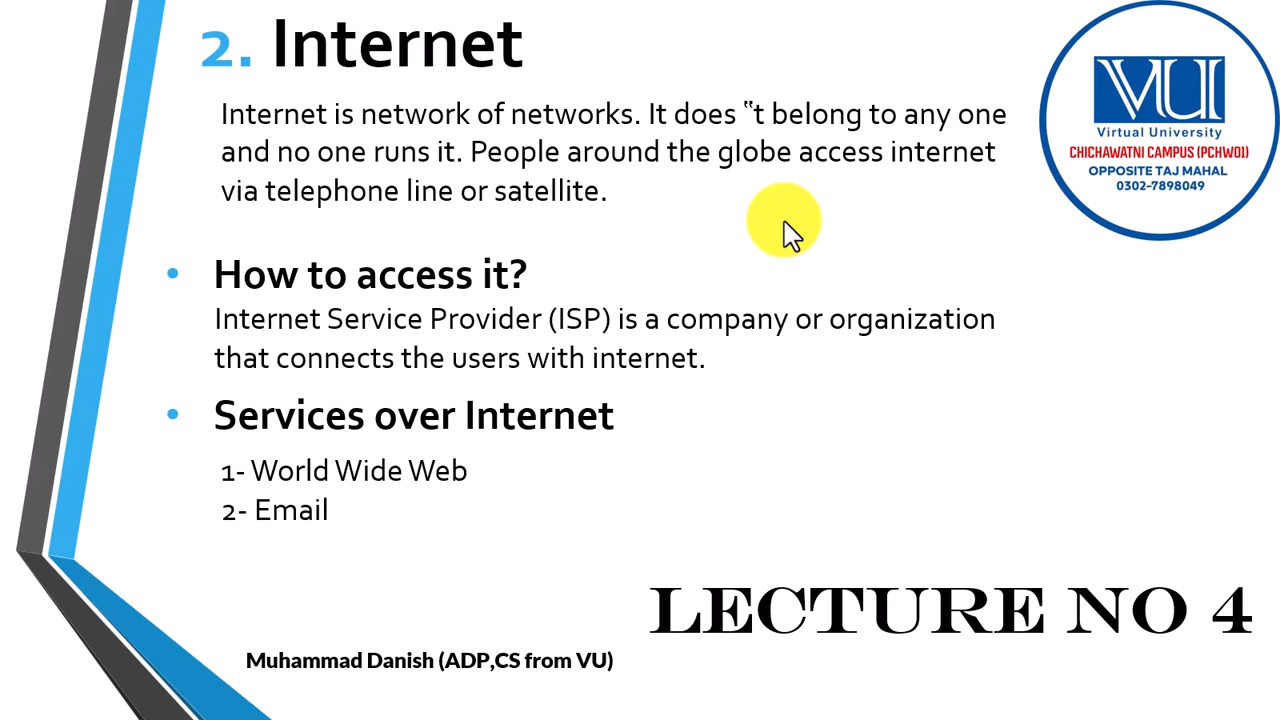 2. Internet
Internet is network of networks. It does ‟t belong to any one
and no one runs it. People around the globe access internet
via telephone line or satellite.
• How to access it?
Internet Service Provider (ISP) is a company or organization
that connects the users with internet.
• Services over Internet
1- World Wide Web
2- Email
LECTURE NO 4
Muhammad Danish (ADP,CS from VU)
VU
Virtual University
CHICHAWATNI CAMPUS (PCHW01)
OPPOSITE TAJ MAHAL
0302-7898049